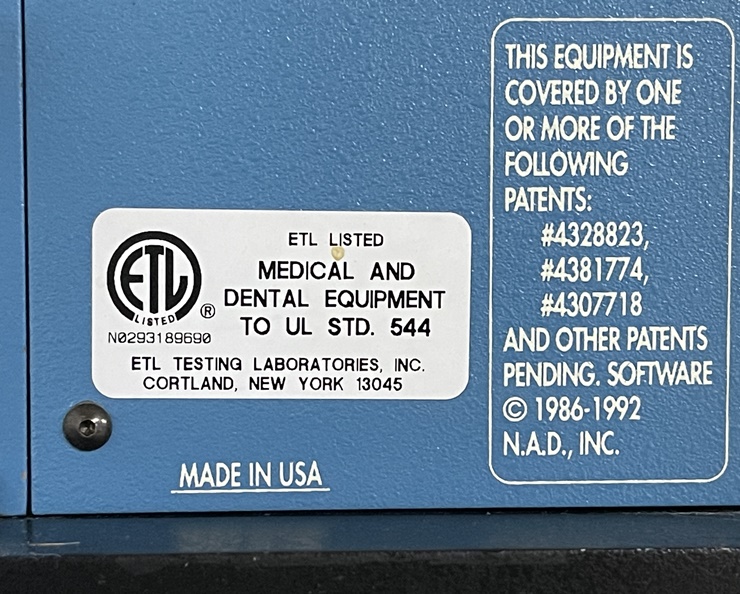 ETL LISTED
MEDICAL AND
DENTAL EQUIPMENT
TO UL STD. 544
ETL
LISTED
®
N0293189690
ETL TESTING LABORATORIES, INC.
CORTLAND, NEW YORK 13045
MADE IN USA
THIS EQUIPMENT IS
COVERED BY ONE
OR MORE OF THE
FOLLOWING
PATENTS:
#4328823,
#4381774,
#4307718
AND OTHER PATENTS
PENDING. SOFTWARE
© 1986-1992
N.A.D., INC.